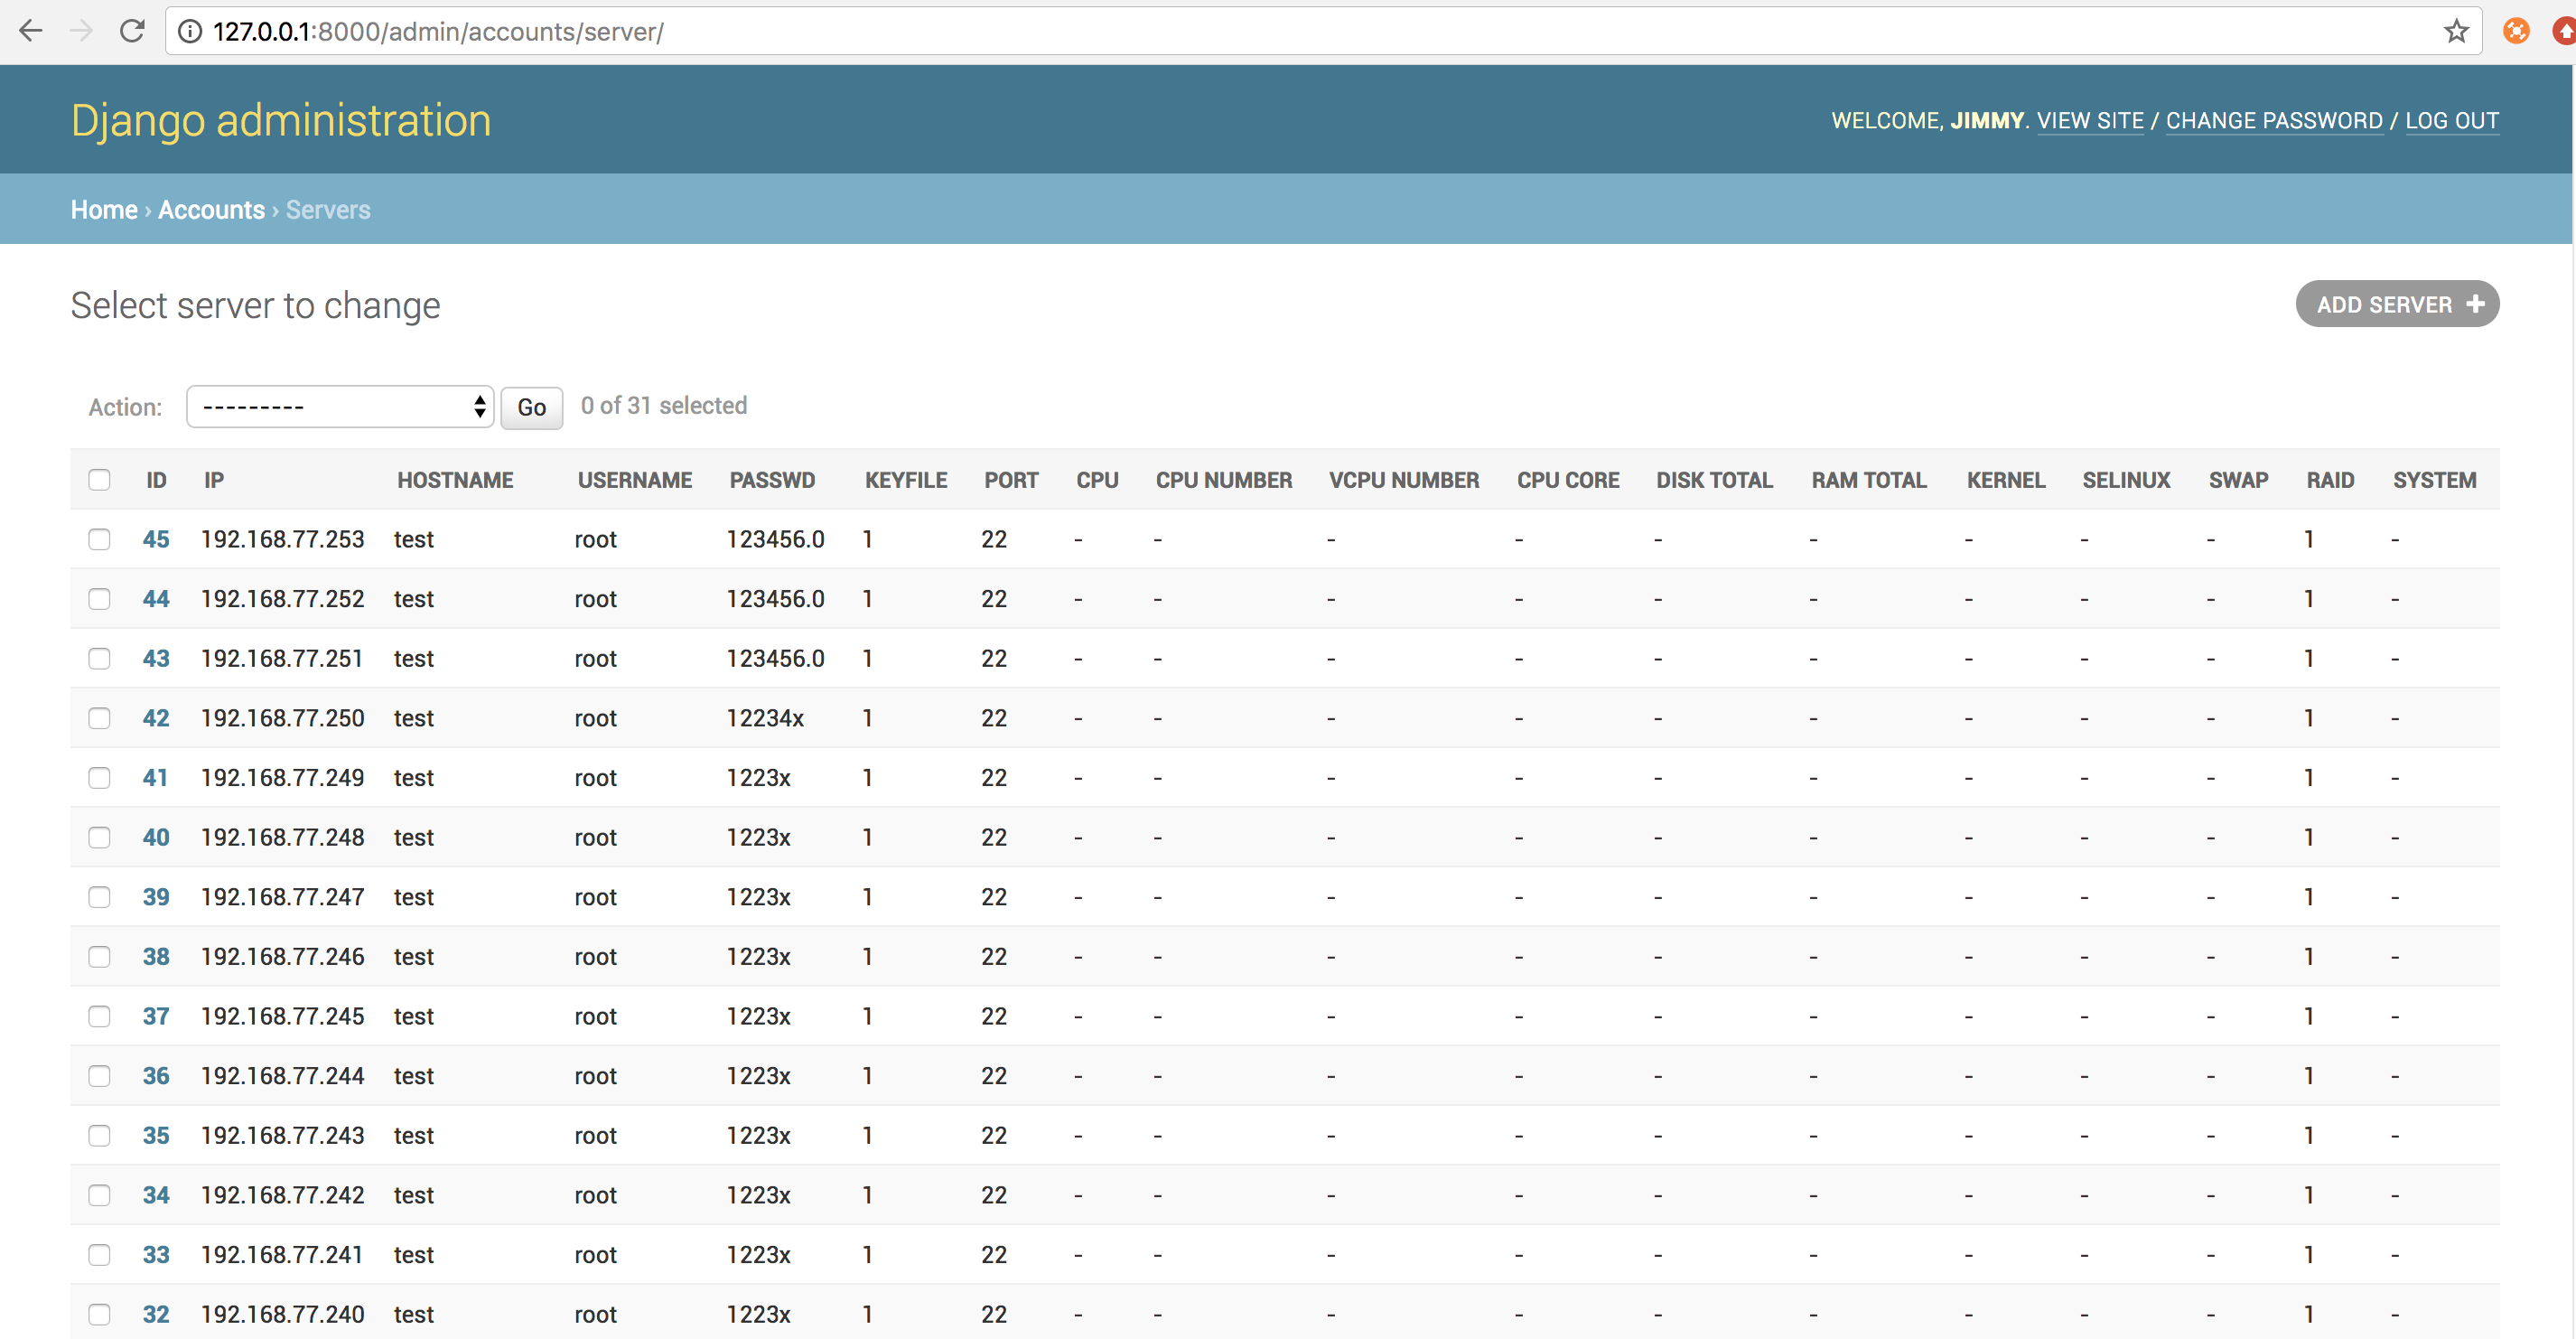 127.0.0.1:8000/admin/accounts/server/
Django administration
WELCOME, JIMMY. VIEW SITE / CHANGE PASSWORD / LOG OUT
Home › Accounts › Servers
Select server to change
ADD SERVER +
Action: --------- Go 0 of 31 selected
ID IP HOSTNAME USERNAME PASSWD KEYFILE PORT CPU CPU NUMBER VCPU NUMBER CPU CORE DISK TOTAL RAM TOTAL KERNEL SELINUX SWAP RAID SYSTEM
45 192.168.77.253 test root 123456.0 1 22 - - - - - - - - - 1 -
44 192.168.77.252 test root 123456.0 1 22 - - - - - - - - - 1 -
43 192.168.77.251 test root 123456.0 1 22 - - - - - - - - - 1 -
42 192.168.77.250 test root 12234x 1 22 - - - - - - - - - 1 -
41 192.168.77.249 test root 1223x 1 22 - - - - - - - - - 1 -
40 192.168.77.248 test root 1223x 1 22 - - - - - - - - - 1 -
39 192.168.77.247 test root 1223x 1 22 - - - - - - - - - 1 -
38 192.168.77.246 test root 1223x 1 22 - - - - - - - - - 1 -
37 192.168.77.245 test root 1223x 1 22 - - - - - - - - - 1 -
36 192.168.77.244 test root 1223x 1 22 - - - - - - - - - 1 -
35 192.168.77.243 test root 1223x 1 22 - - - - - - - - - 1 -
34 192.168.77.242 test root 1223x 1 22 - - - - - - - - - 1 -
33 192.168.77.241 test root 1223x 1 22 - - - - - - - - - 1 -
32 192.168.77.240 test root 1223x 1 22 - - - - - - - - - 1 -